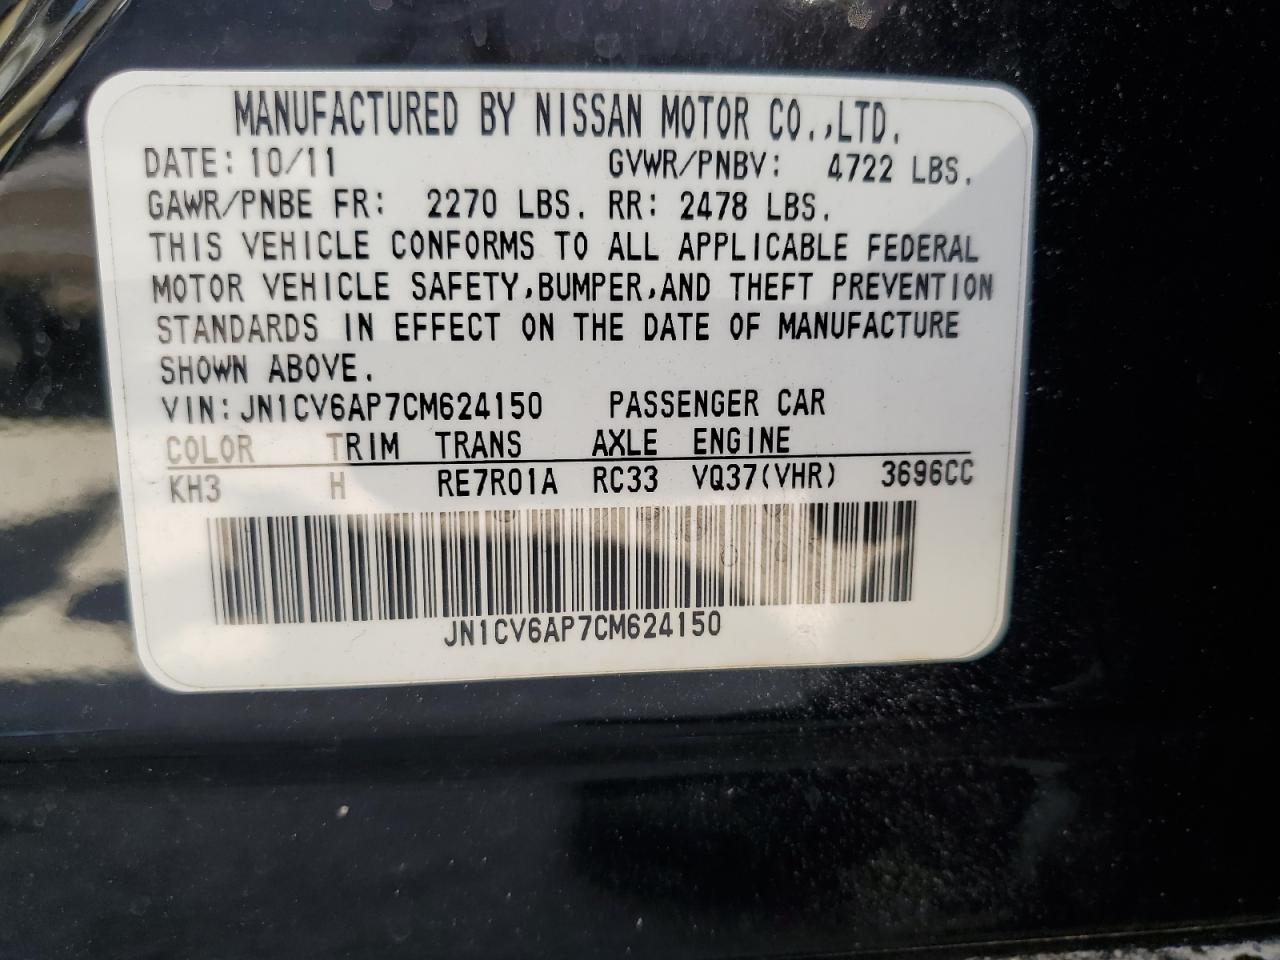 MANUFACTURED BY NISSAN MOTOR CO.,LTD.
DATE: 10/11 GVWR/PNBV: 4722 LBS.
GAWR/PNBE FR: 2270 LBS. RR: 2478 LBS.
THIS VEHICLE CONFORMS TO ALL APPLICABLE FEDERAL
MOTOR VEHICLE SAFETY,BUMPER,AND THEFT PREVENTION
STANDARDS IN EFFECT ON THE DATE OF MANUFACTURE
SHOWN ABOVE.
VIN:JN1CV6AP7CM624150 PASSENGER CAR
COLOR TRIM TRANS AXLE ENGINE
KH3 H RE7R01A RC33 VQ37(VHR) 3696CC
JN1CV6AP7CM624150